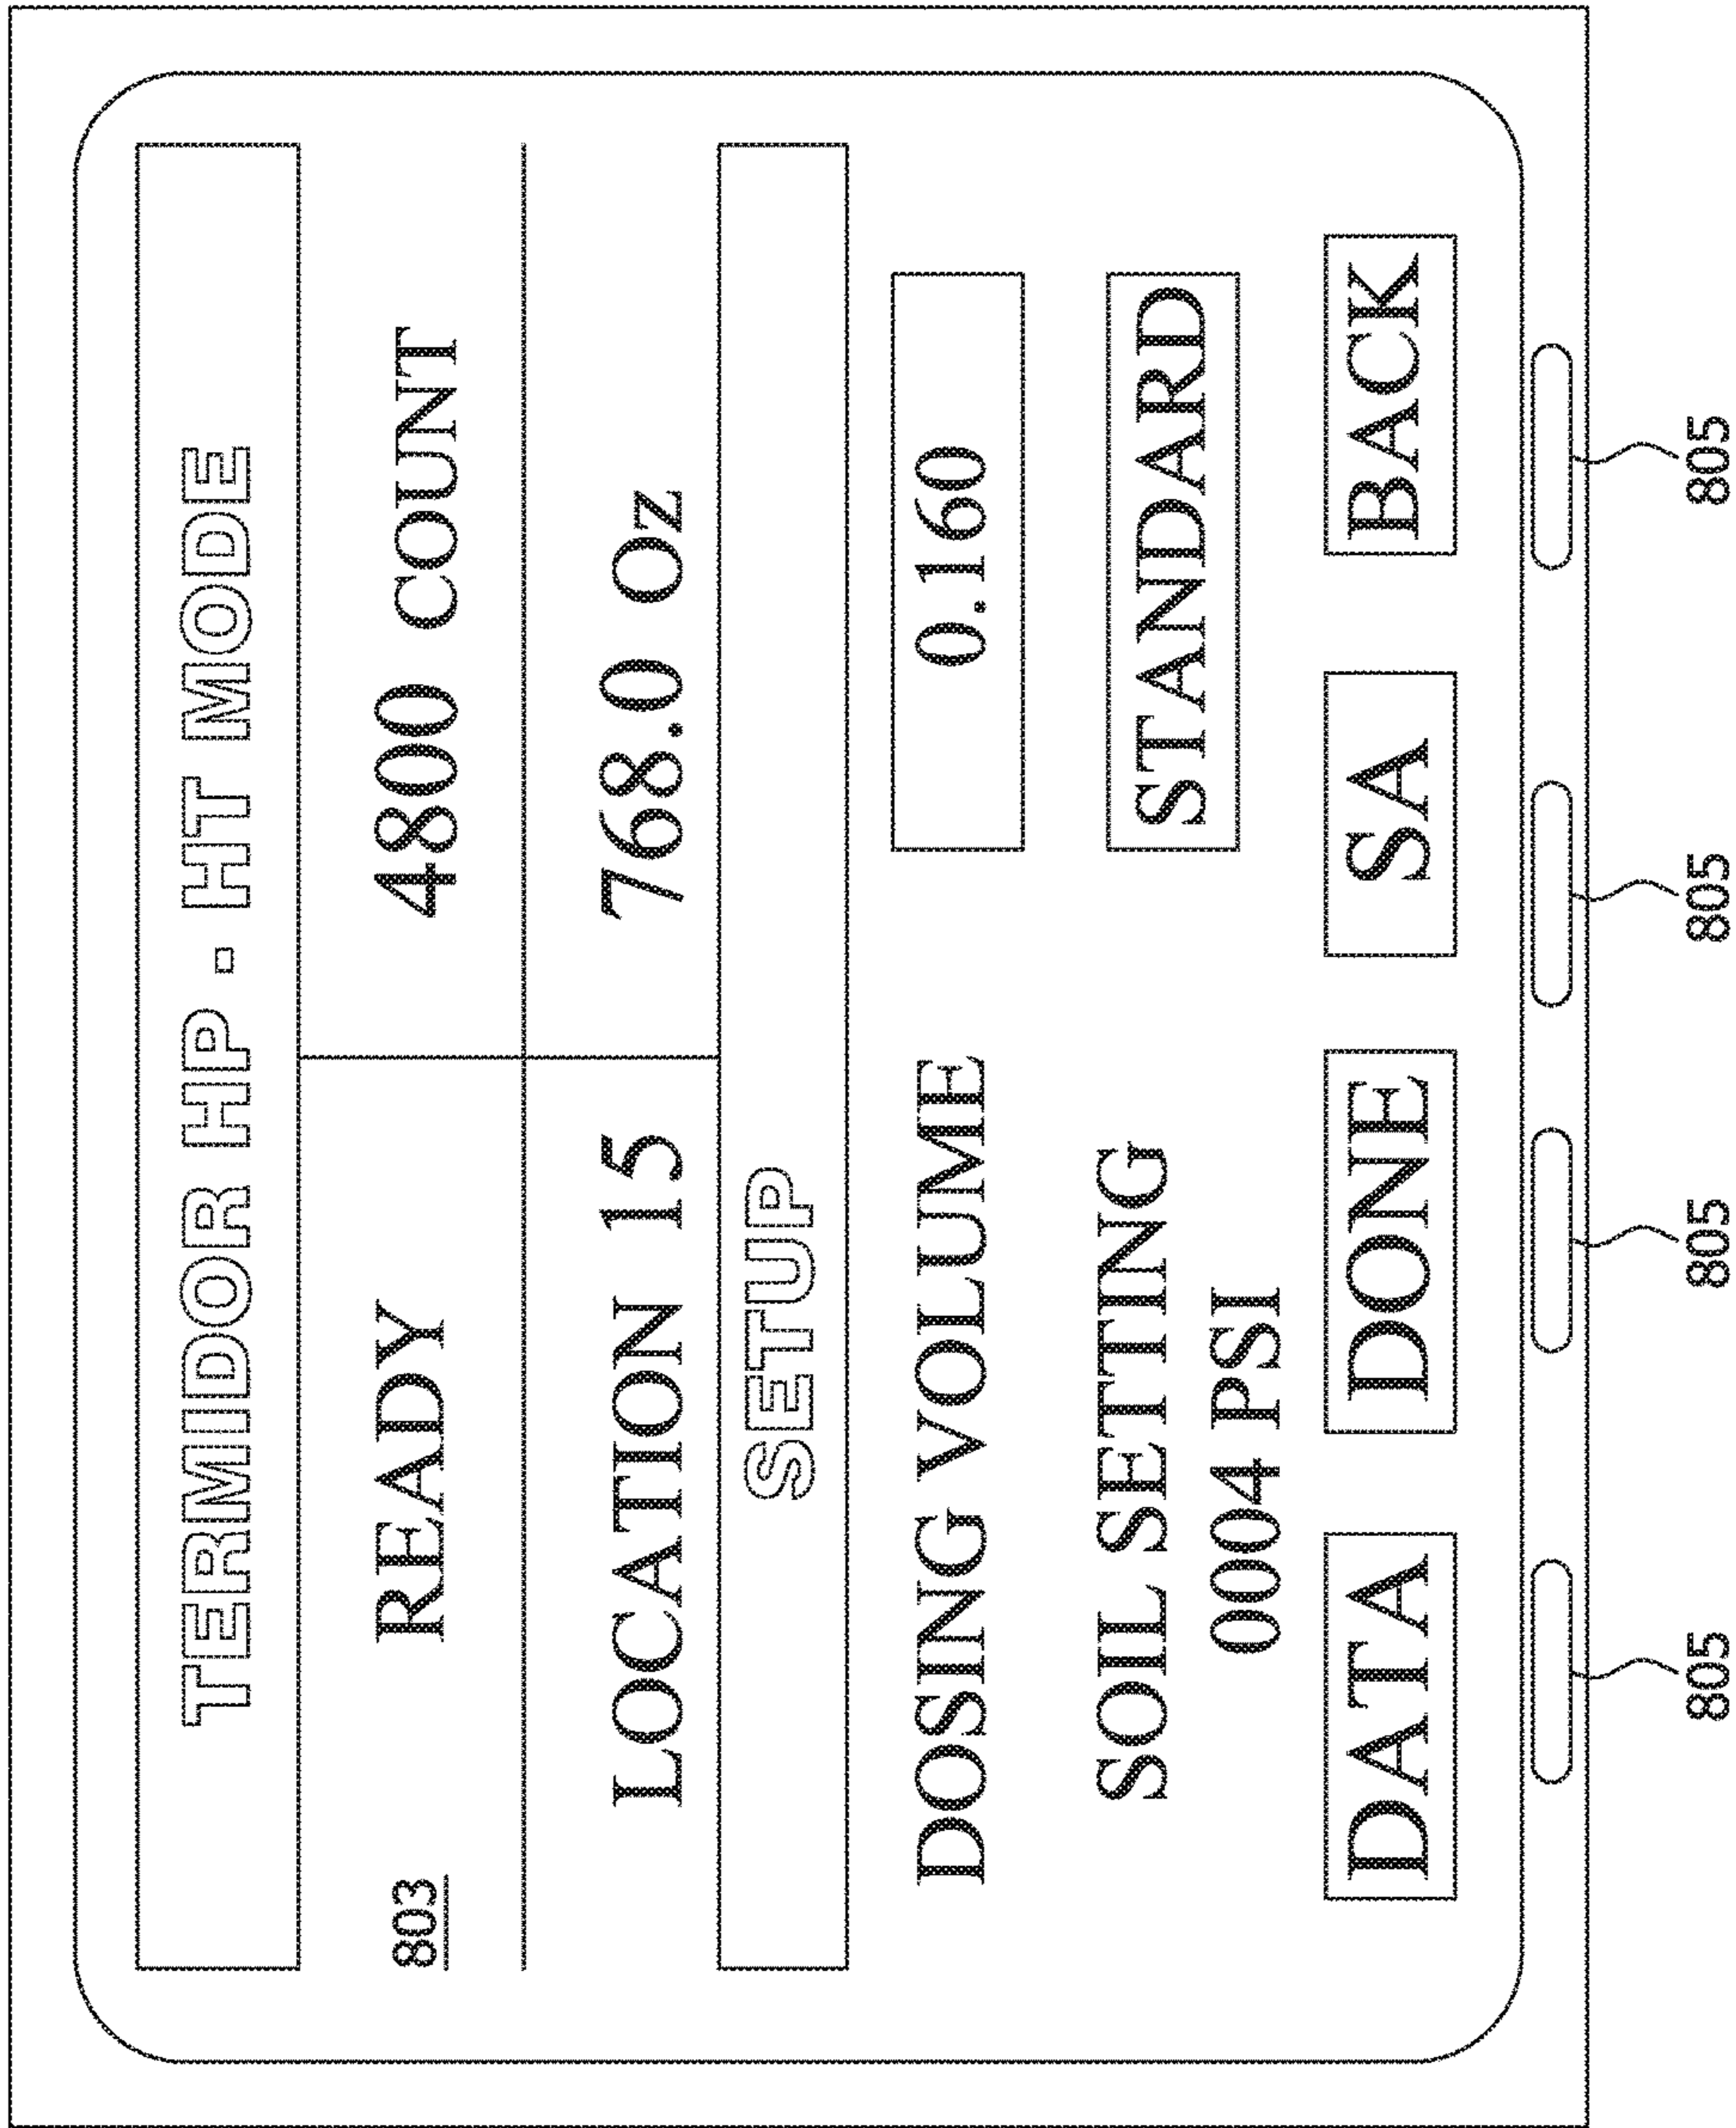 TERMIDOR HP - HT MODE
803 READY 4800 COUNT
LOCATION 15 768.0 Oz
SETUP
DOSING VOLUME 0.160
SOIL SETTING STANDARD
0004 PSI
DATA DONE SA BACK
805 805 805 805